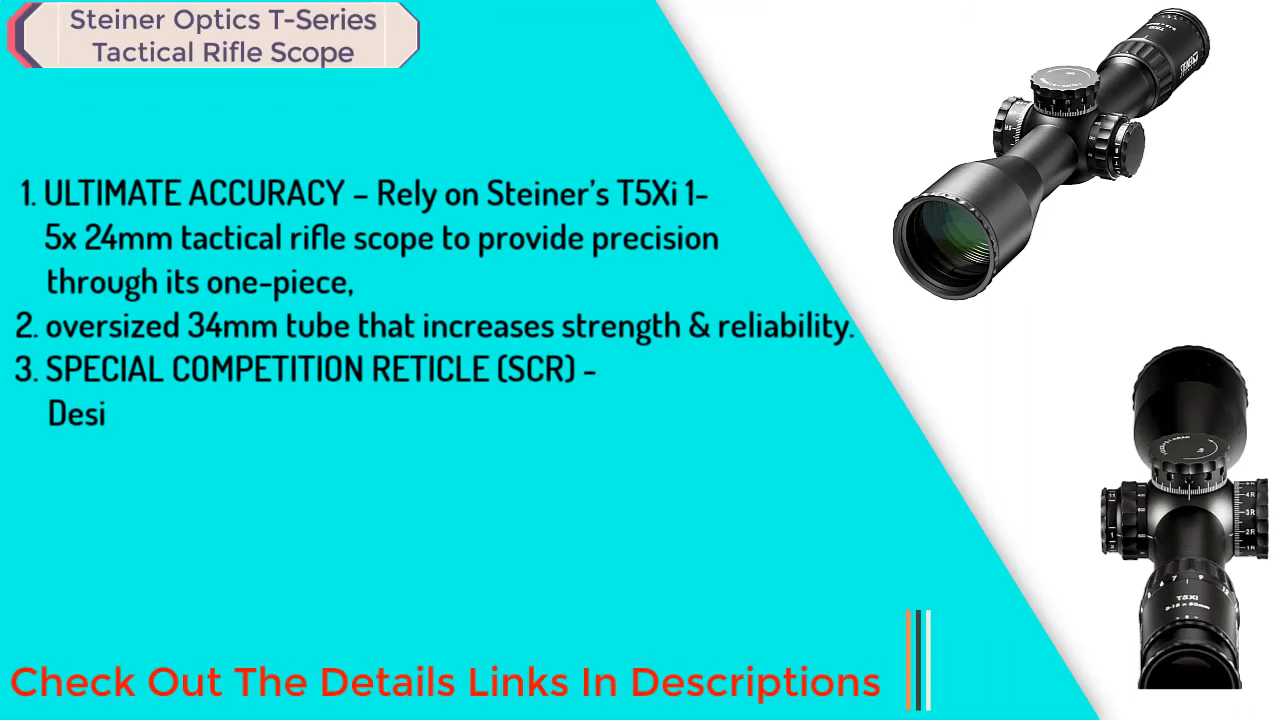 Steiner Optics T-Series
Tactical Rifle Scope
1. ULTIMATE ACCURACY – Rely on Steiner’s T5Xi 1-
5x 24mm tactical rifle scope to provide precision
through its one-piece,
2. oversized 34mm tube that increases strength & reliability.
3. SPECIAL COMPETITION RETICLE (SCR) –
Desi
Check Out The Details Links In Descriptions
STEINER
T5Xi